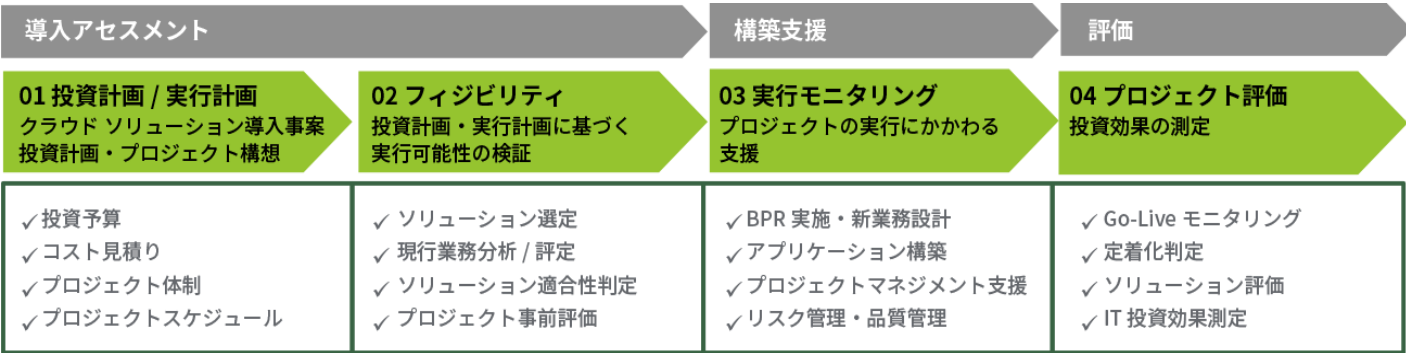 導入アセスメント
構築支援
評価
01 投資計画 / 実行計画
クラウド ソリューション導入事案
投資計画・プロジェクト構想
02 フィジビリティ
投資計画・実行計画に基づく
実行可能性の検証
03 実行モニタリング
プロジェクトの実行にかかわる
支援
04 プロジェクト評価
投資効果の測定
✓投資予算
✓コスト見積り
✓プロジェクト体制
✓プロジェクトスケジュール
✓ソリューション選定
✓現行業務分析 / 評定
✓ソリューション適合性判定
✓プロジェクト事前評価
✓BPR 実施・新業務設計
✓アプリケーション構築
✓プロジェクトマネジメント支援
✓リスク管理・品質管理
✓Go-Live モニタリング
✓定着化判定
✓ソリューション評価
✓IT 投資効果測定